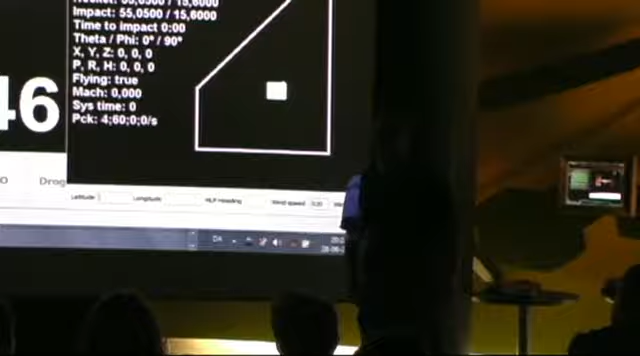 Impact: 55,0500 / 15,6000
Time to impact 0:00
Theta / Phi: 0° / 90°
X, Y, Z: 0, 0, 0
P, R, H: 0, 0, 0
Flying: true
Mach: 0,000
Sys time: 0
Pck: 4;60;0;0/s
46
Drog
Latitude
Longitude
Wind speed
DA